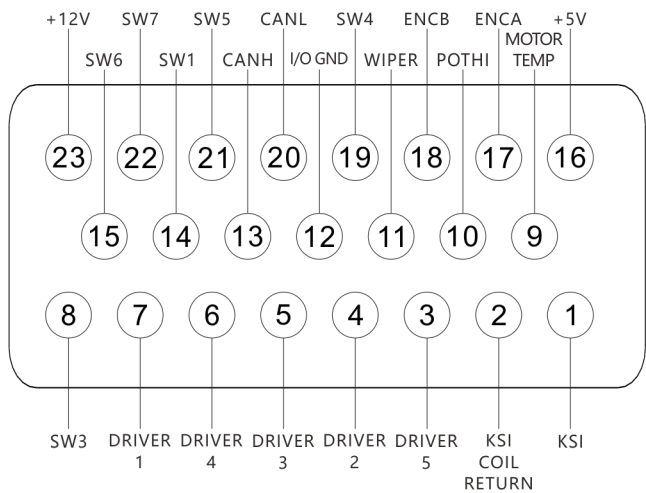 +12V SW7 SW5 CANL SW4 ENCB ENCA +5V
SW6 SW1 CANH I/O GND WIPER POTHI MOTOR
TEMP
23 22 21 20 19 18 17 16
15 14 13 12 11 10 9
8 7 6 5 4 3 2 1
SW3 DRIVER DRIVER DRIVER DRIVER DRIVER KSI KSI
1 4 3 2 5 COIL
RETURN